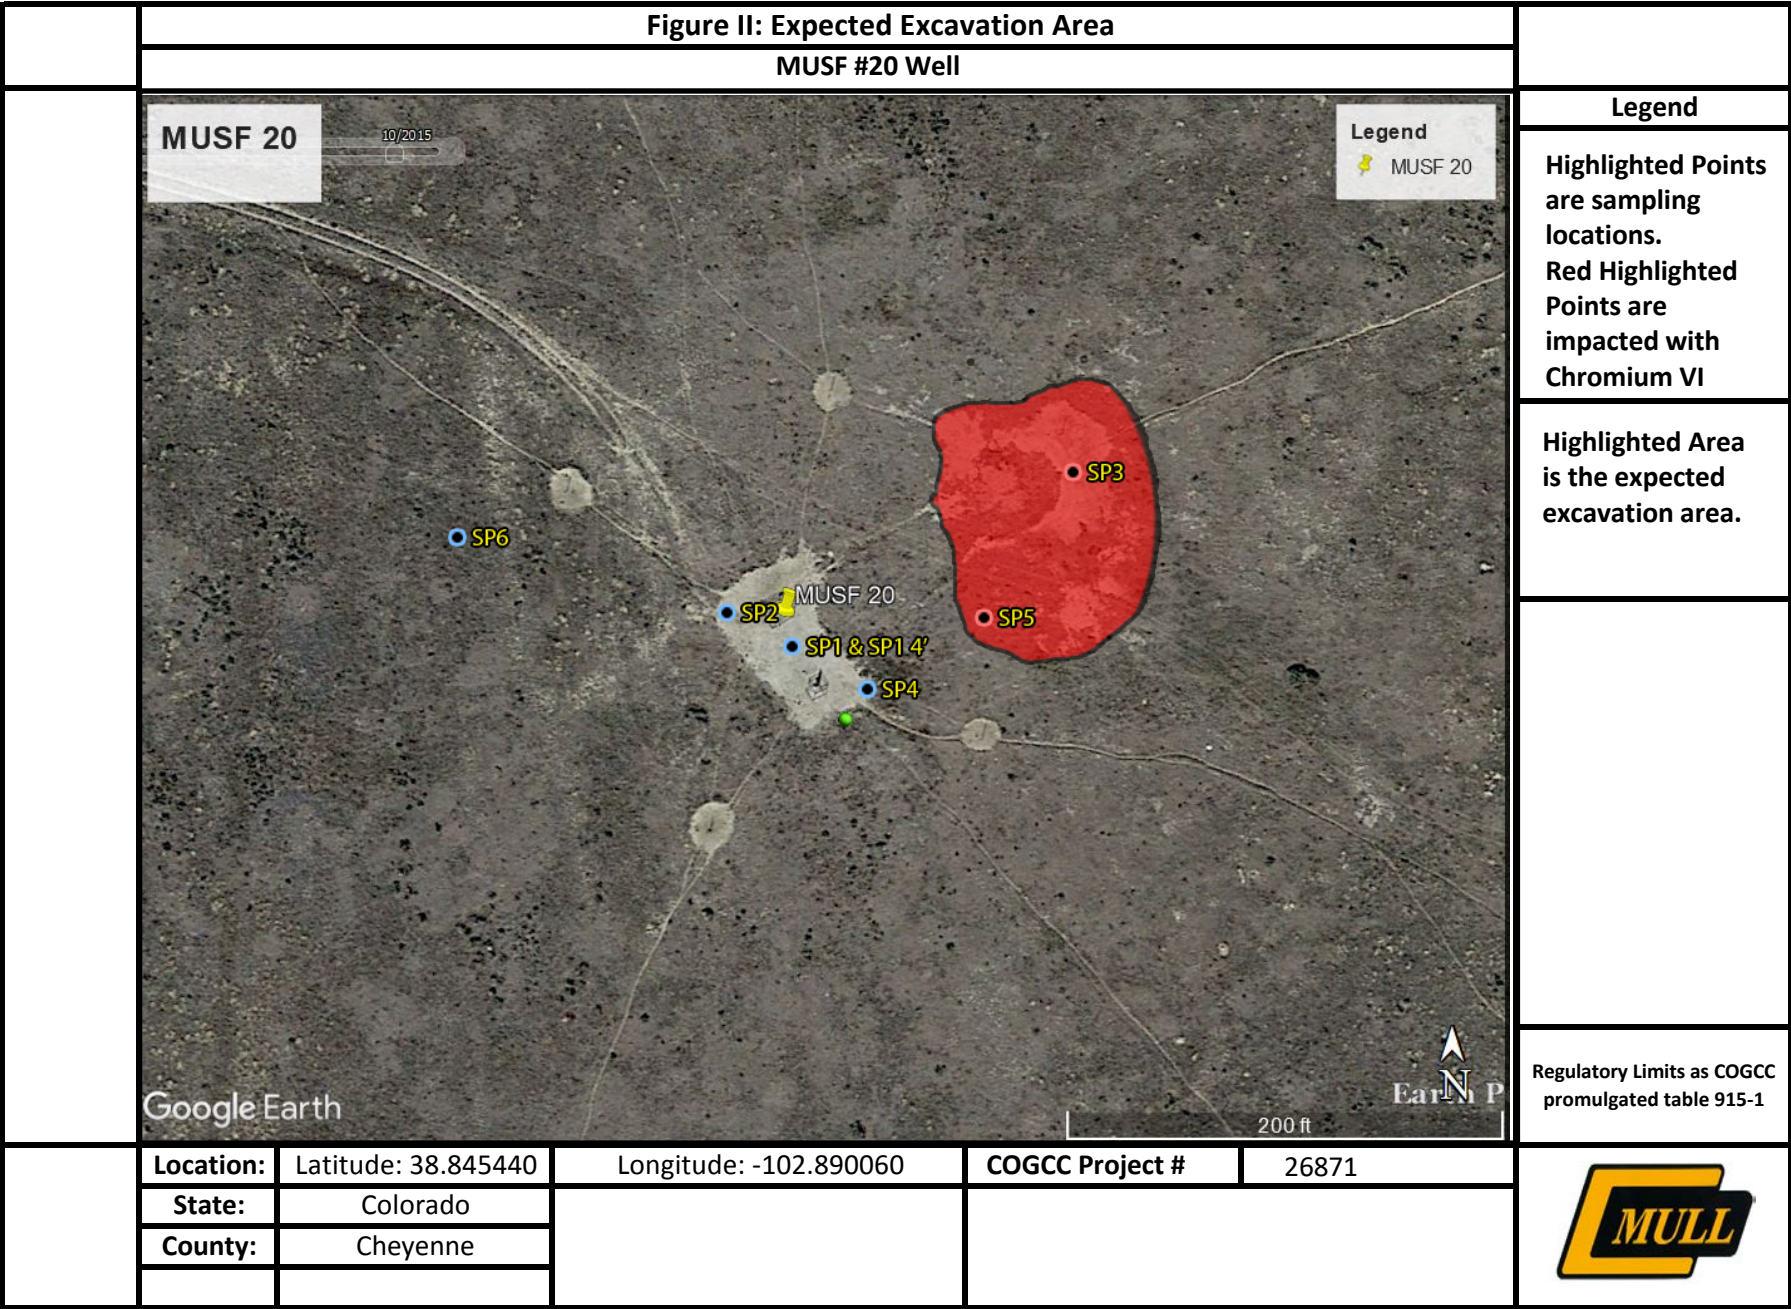 Figure II: Expected Excavation Area
MUSF #20 Well
MUSF 20
10/2015
Legend
MUSF 20
SP3
SP6
MUSF 20
SP2
SP5
SP1 & SP1 4'
SP4
Google Earth
N
200 ft
Legend
Highlighted Points
are sampling
locations.
Red Highlighted
Points are
impacted with
Chromium VI
Highlighted Area
is the expected
excavation area.
Regulatory Limits as COGCC
promulgated table 915-1
Location: Latitude: 38.845440 Longitude: -102.890060 COGCC Project # 26871
State: Colorado
County: Cheyenne
MULL